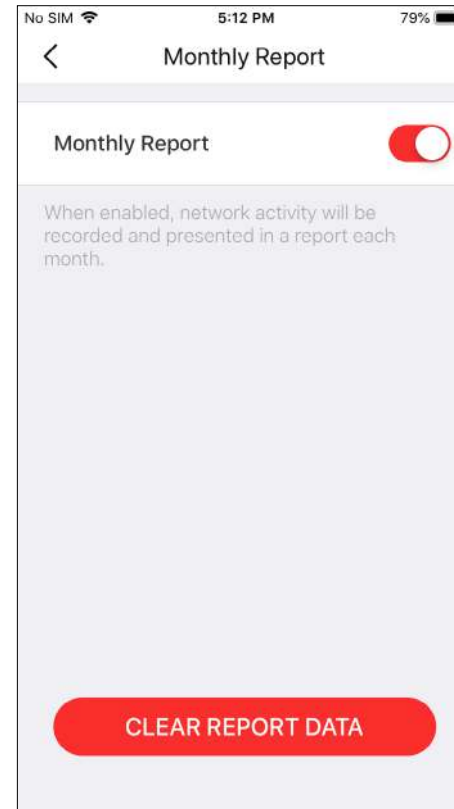 No SIM 5:12 PM 79%
Monthly Report
Monthly Report
When enabled, network activity will be
recorded and presented in a report each
month.
CLEAR REPORT DATA